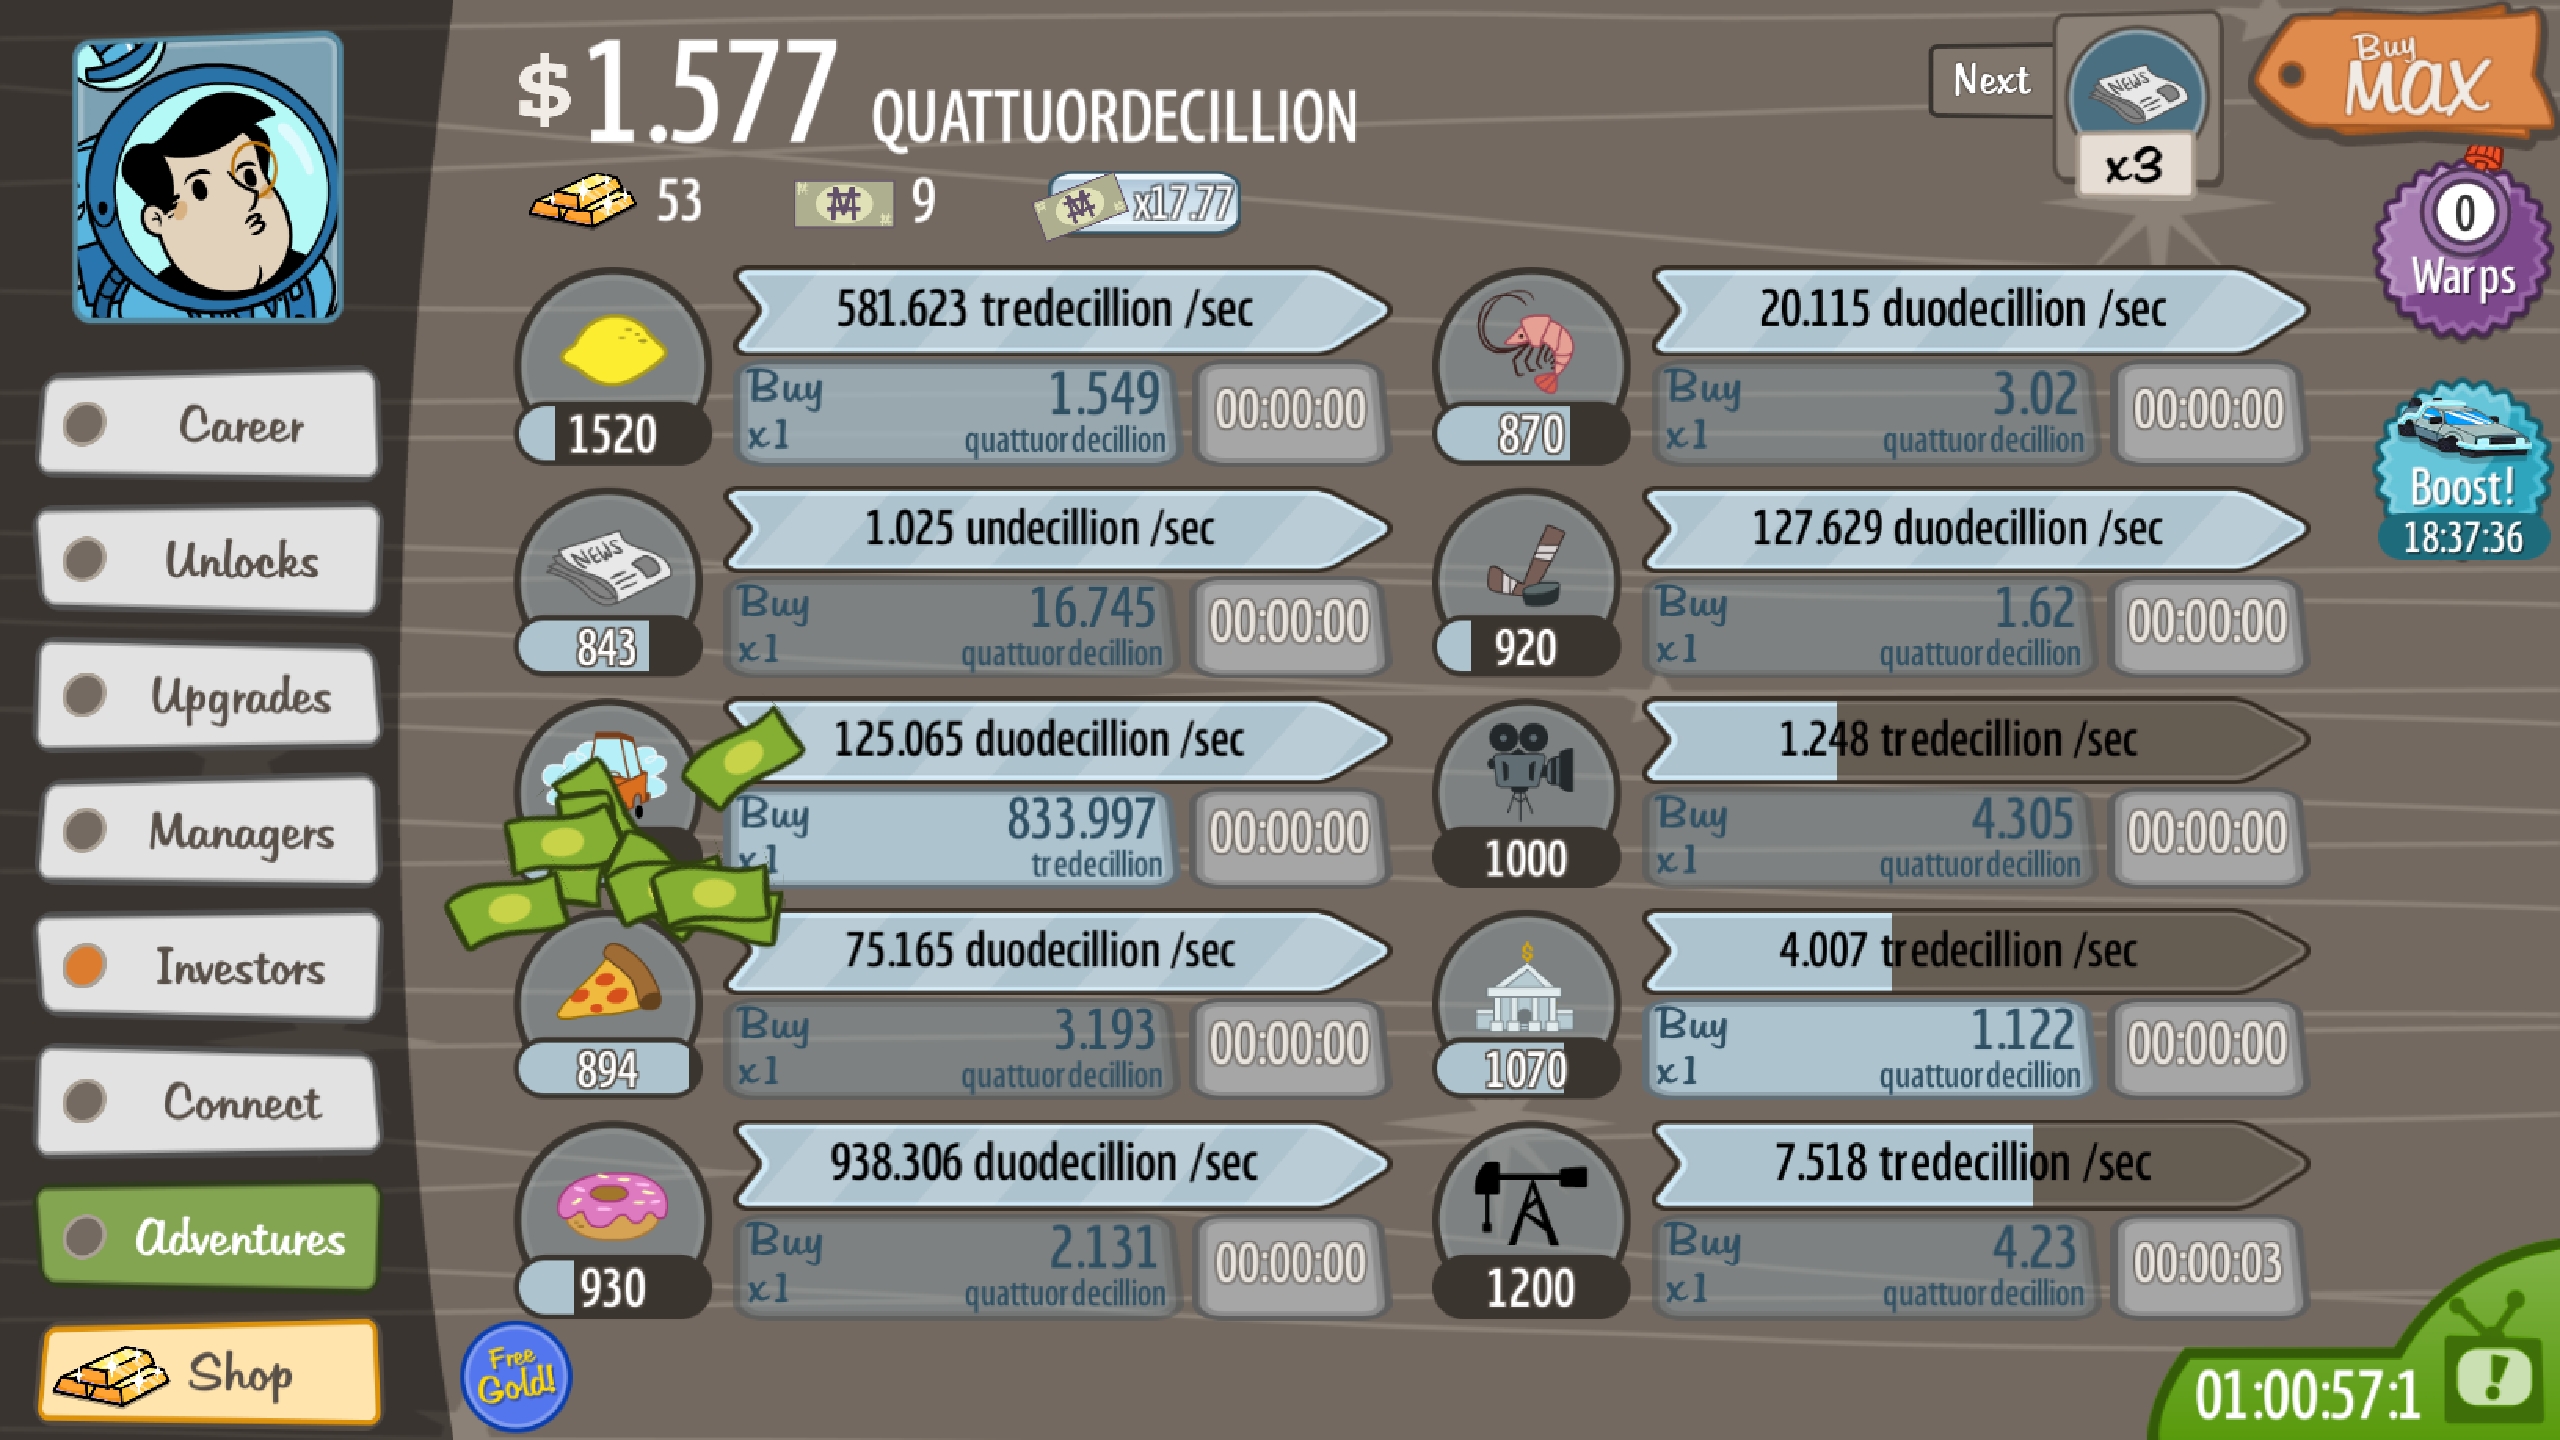 $1.577 QUATTUORDECILLION
Next
x3
Buy
MAX
53
9
x17.77
0
Warps
Boost!
18:37:36
Career
Unlocks
Upgrades
Managers
Investors
Connect
Adventures
Shop
NEWS
581.623 tredecillion /sec
Buy
x1
1.549
quattuordecillion
00:00:00
1520
NEWS
1.025 undecillion /sec
Buy
x1
16.745
quattuordecillion
00:00:00
843
125.065 duodecillion /sec
Buy
x1
833.997
tredecillion
00:00:00
75.165 duodecillion /sec
Buy
x1
3.193
quattuordecillion
00:00:00
894
938.306 duodecillion /sec
Buy
x1
2.131
quattuordecillion
00:00:00
930
20.115 duodecillion /sec
Buy
x1
3.02
quattuordecillion
00:00:00
870
127.629 duodecillion /sec
Buy
x1
1.62
quattuordecillion
00:00:00
920
1.248 tredecillion /sec
Buy
x1
4.305
quattuordecillion
00:00:00
1000
$
4.007 tredecillion /sec
Buy
x1
1.122
quattuordecillion
00:00:00
1070
7.518 tredecillion /sec
Buy
x1
4.23
quattuordecillion
00:00:03
1200
Free
Gold!
01:00:57:1
!